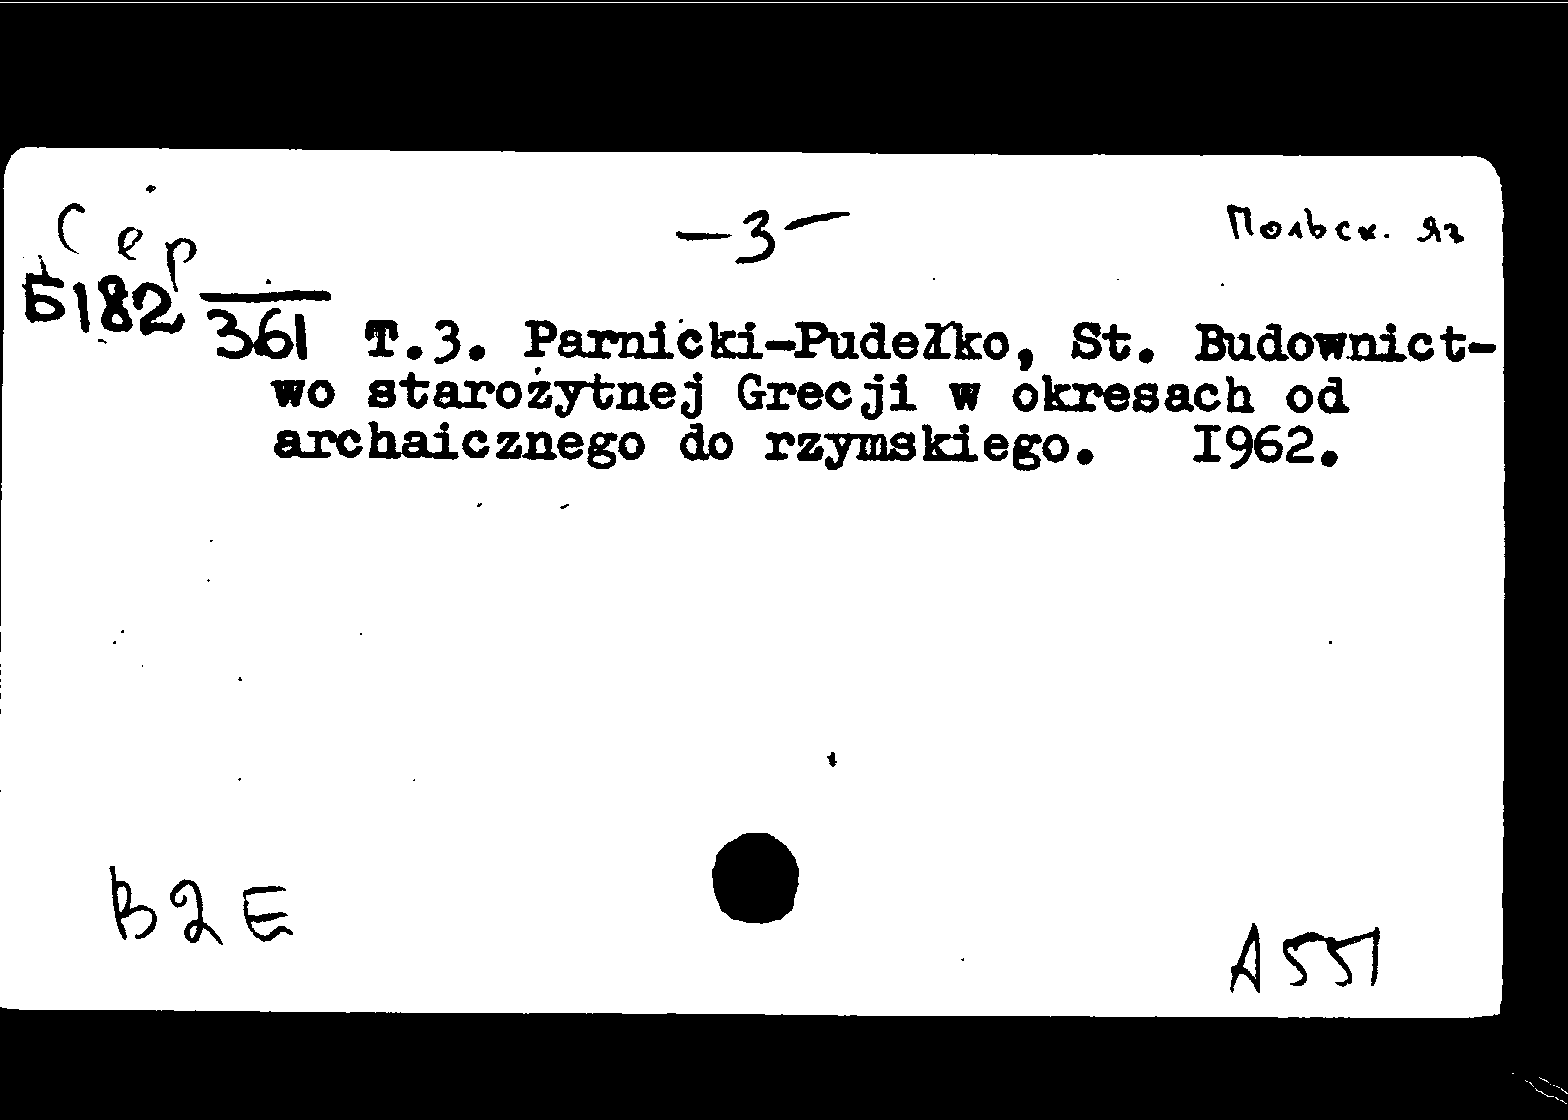 Сер
Б182
361
—3—
Польск. яз
Т.3. Parnicki-Pudełko, St. Budownict-
wo starożytnej Grecji w okresach od
archaicznego do rzymskiego. I962.
В2Е
А551